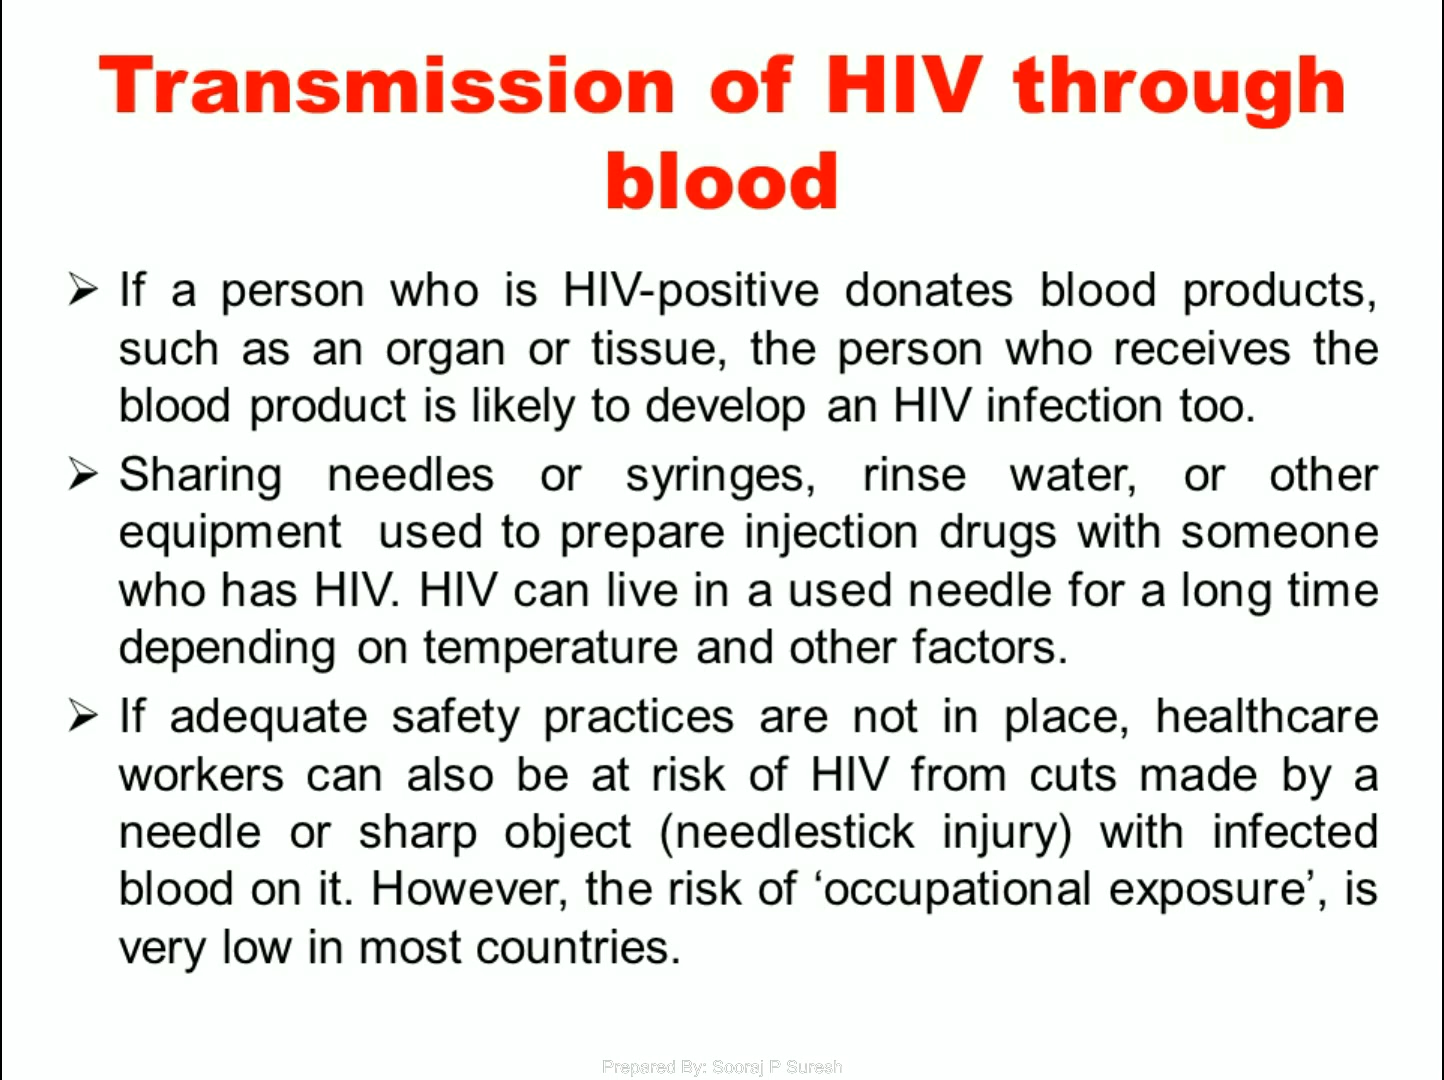 Transmission of HIV through
blood
➢ If a person who is HIV-positive donates blood products,
such as an organ or tissue, the person who receives the
blood product is likely to develop an HIV infection too.
➢ Sharing needles or syringes, rinse water, or other
equipment used to prepare injection drugs with someone
who has HIV. HIV can live in a used needle for a long time
depending on temperature and other factors.
➢ If adequate safety practices are not in place, healthcare
workers can also be at risk of HIV from cuts made by a
needle or sharp object (needlestick injury) with infected
blood on it. However, the risk of ‘occupational exposure’, is
very low in most countries.
Prepared By: Sooraj P Suresh